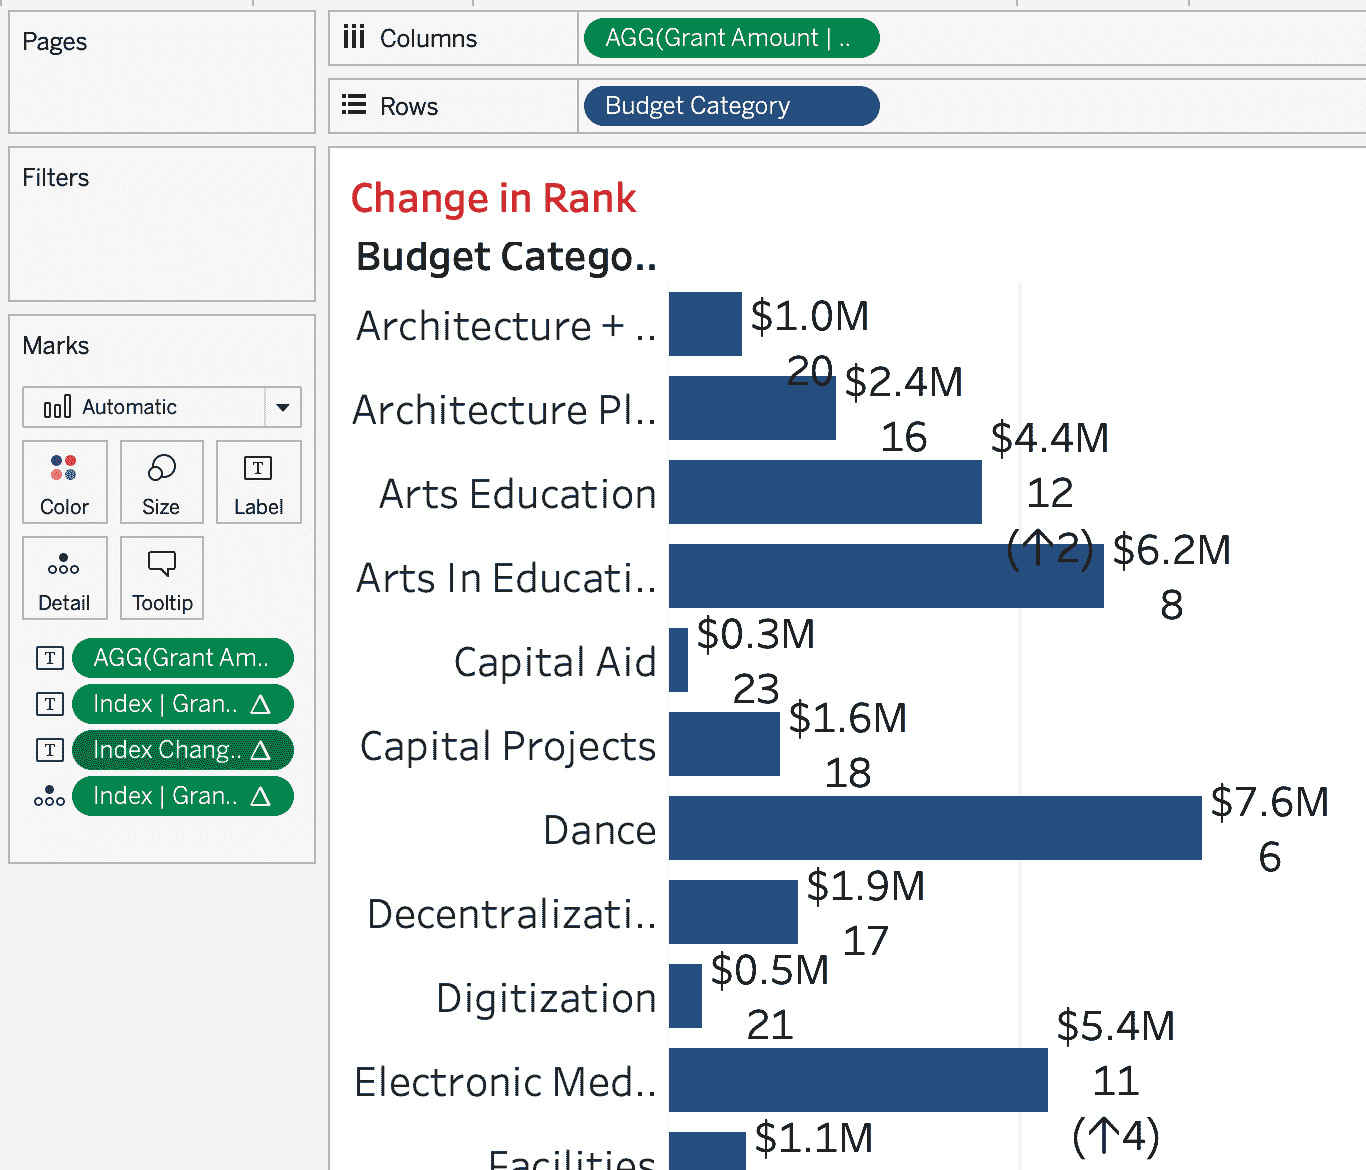 Pages
Columns
AGG(Grant Amount | ..
Rows
Budget Category
Filters
Marks
Automatic
Color
Size
T
Label
Detail
Tooltip
T
AGG(Grant Am..
T
Index | Gran.. △
T
Index Chang.. △
Index | Gran.. △
Change in Rank
Budget Catego..
Architecture + ..
$1.0M
20
Architecture Pl..
$2.4M
16
Arts Education
$4.4M
12
(↑2)
Arts In Educati..
$6.2M
8
Capital Aid
$0.3M
23
Capital Projects
$1.6M
18
Dance
$7.6M
6
Decentralizati..
$1.9M
17
Digitization
$0.5M
21
Electronic Med..
$5.4M
11
(↑4)
Facilities
$1.1M